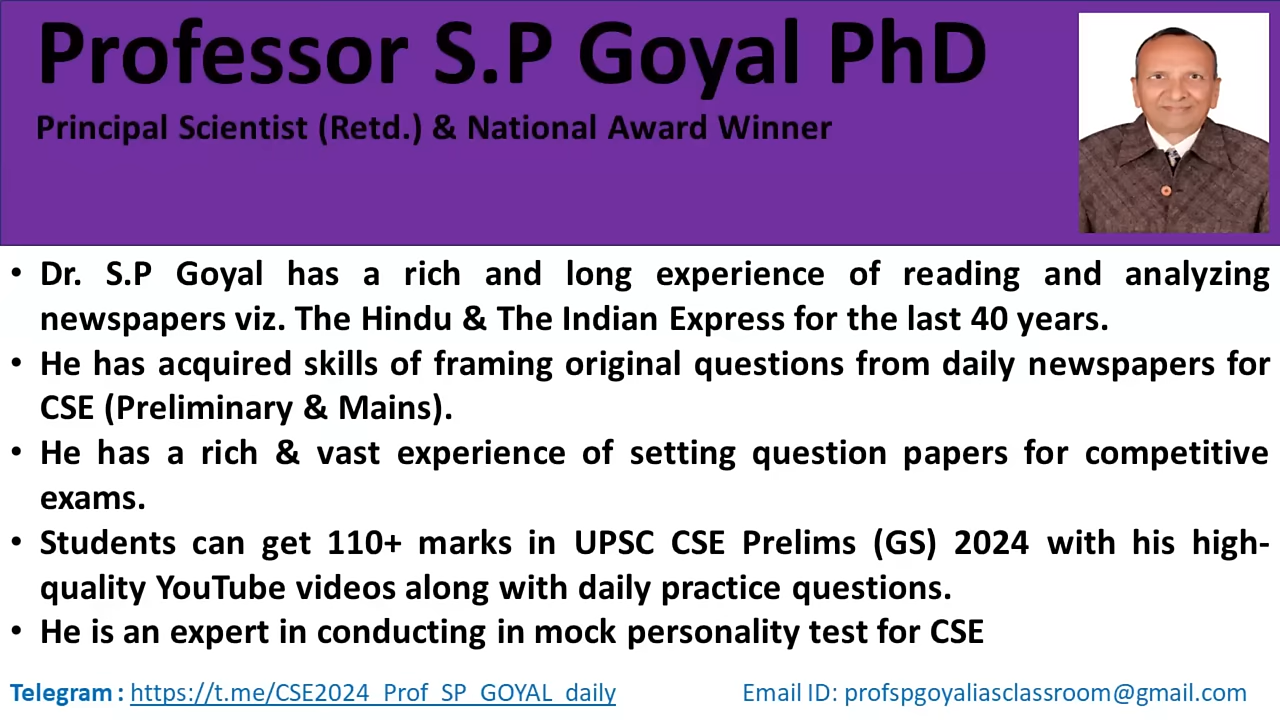 Professor S.P Goyal PhD
Principal Scientist (Retd.) & National Award Winner
• Dr. S.P Goyal has a rich and long experience of reading and analyzing
newspapers viz. The Hindu & The Indian Express for the last 40 years.
• He has acquired skills of framing original questions from daily newspapers for
CSE (Preliminary & Mains).
• He has a rich & vast experience of setting question papers for competitive
exams.
• Students can get 110+ marks in UPSC CSE Prelims (GS) 2024 with his high-
quality YouTube videos along with daily practice questions.
• He is an expert in conducting in mock personality test for CSE
Telegram : https://t.me/CSE2024_Prof_SP_GOYAL_daily Email ID: profspgoyaliasclassroom@gmail.com